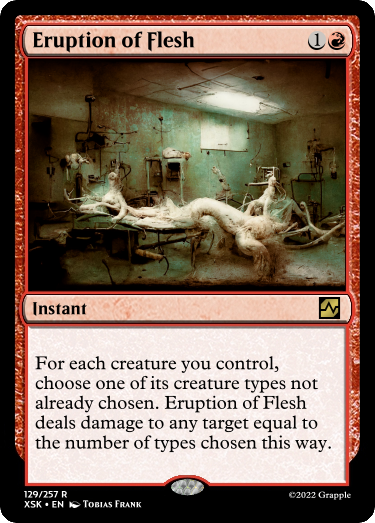 Eruption of Flesh 1
Instant
For each creature you control,
choose one of its creature types not
already chosen. Eruption of Flesh
deals damage to any target equal to
the number of types chosen this way.
129/257 R
XSK • EN Tobias Frank
©2022 Grapple